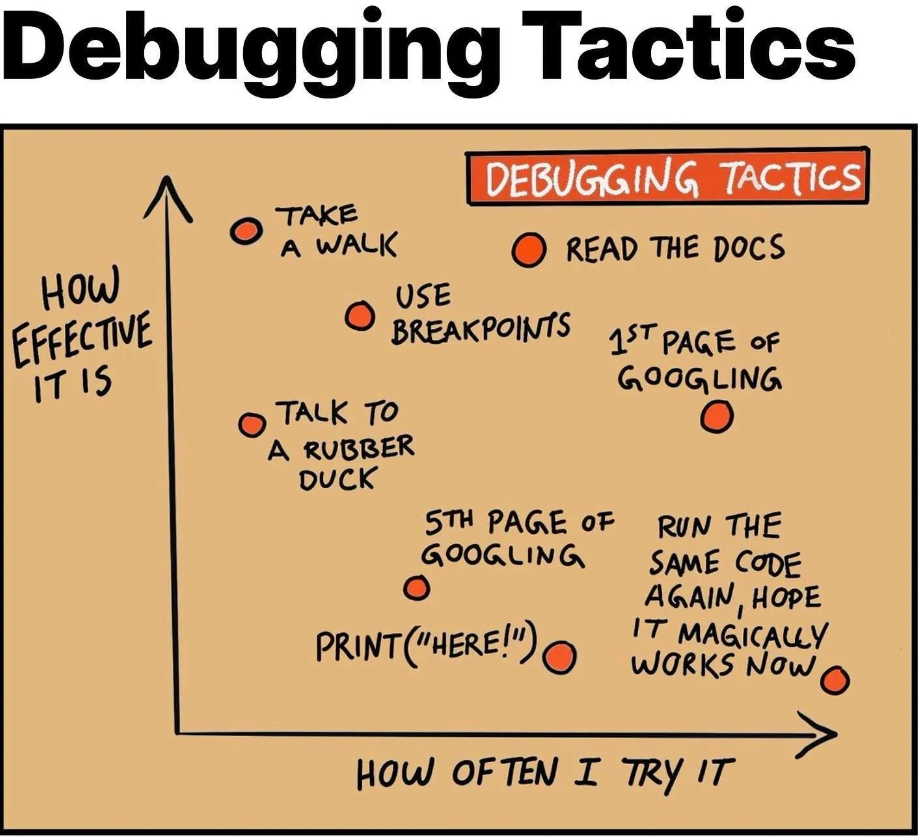 Debugging Tactics
DEBUGGING TACTICS
TAKE
A WALK
READ THE DOCS
HOW
EFFECTIVE
IT IS
USE
BREAKPOINTS
1ST PAGE OF
GOOGLING
TALK TO
A RUBBER
DUCK
5TH PAGE OF
GOOGLING
RUN THE
SAME CODE
AGAIN, HOPE
IT MAGICALLY
WORKS NOW
PRINT("HERE!")
HOW OFTEN I TRY IT